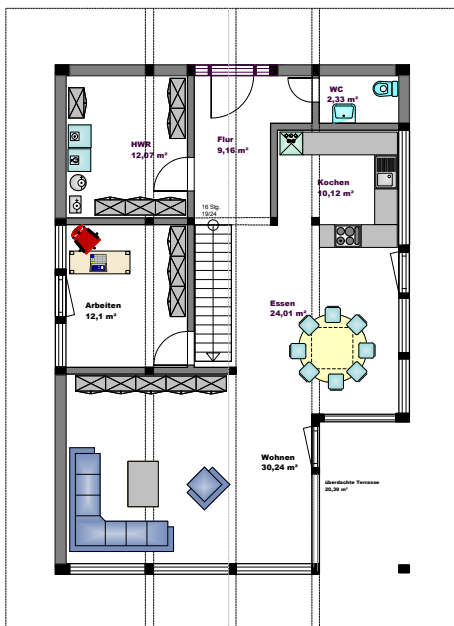 WC
2,33 m²
HWR
12,07 m²
Flur
9,16 m²
Kochen
10,12 m²
16 Stg.
19/24
Arbeiten
12,1 m²
Essen
24,01 m²
Wohnen
30,24 m²
überdachte Terrasse
20,39 m²